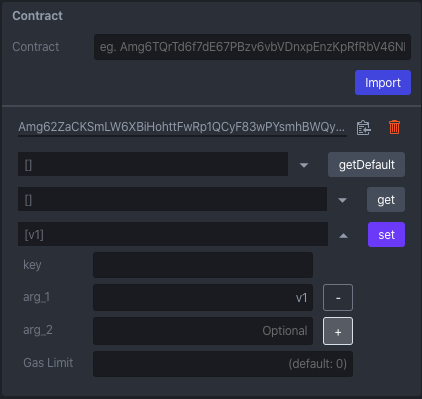 Contract
Contract eg. Amg6TQrTd6f7dE67PBzv6vbVDnxpEnzKpRfRbV46Nl
Import
Amg62ZaCKSmLW6XBiHohttFwRp1QCyF83wPYsmhBWQy...
[] getDefault
[] get
[v1] set
key
arg_1 v1 -
arg_2 Optional +
Gas Limit (default: 0)